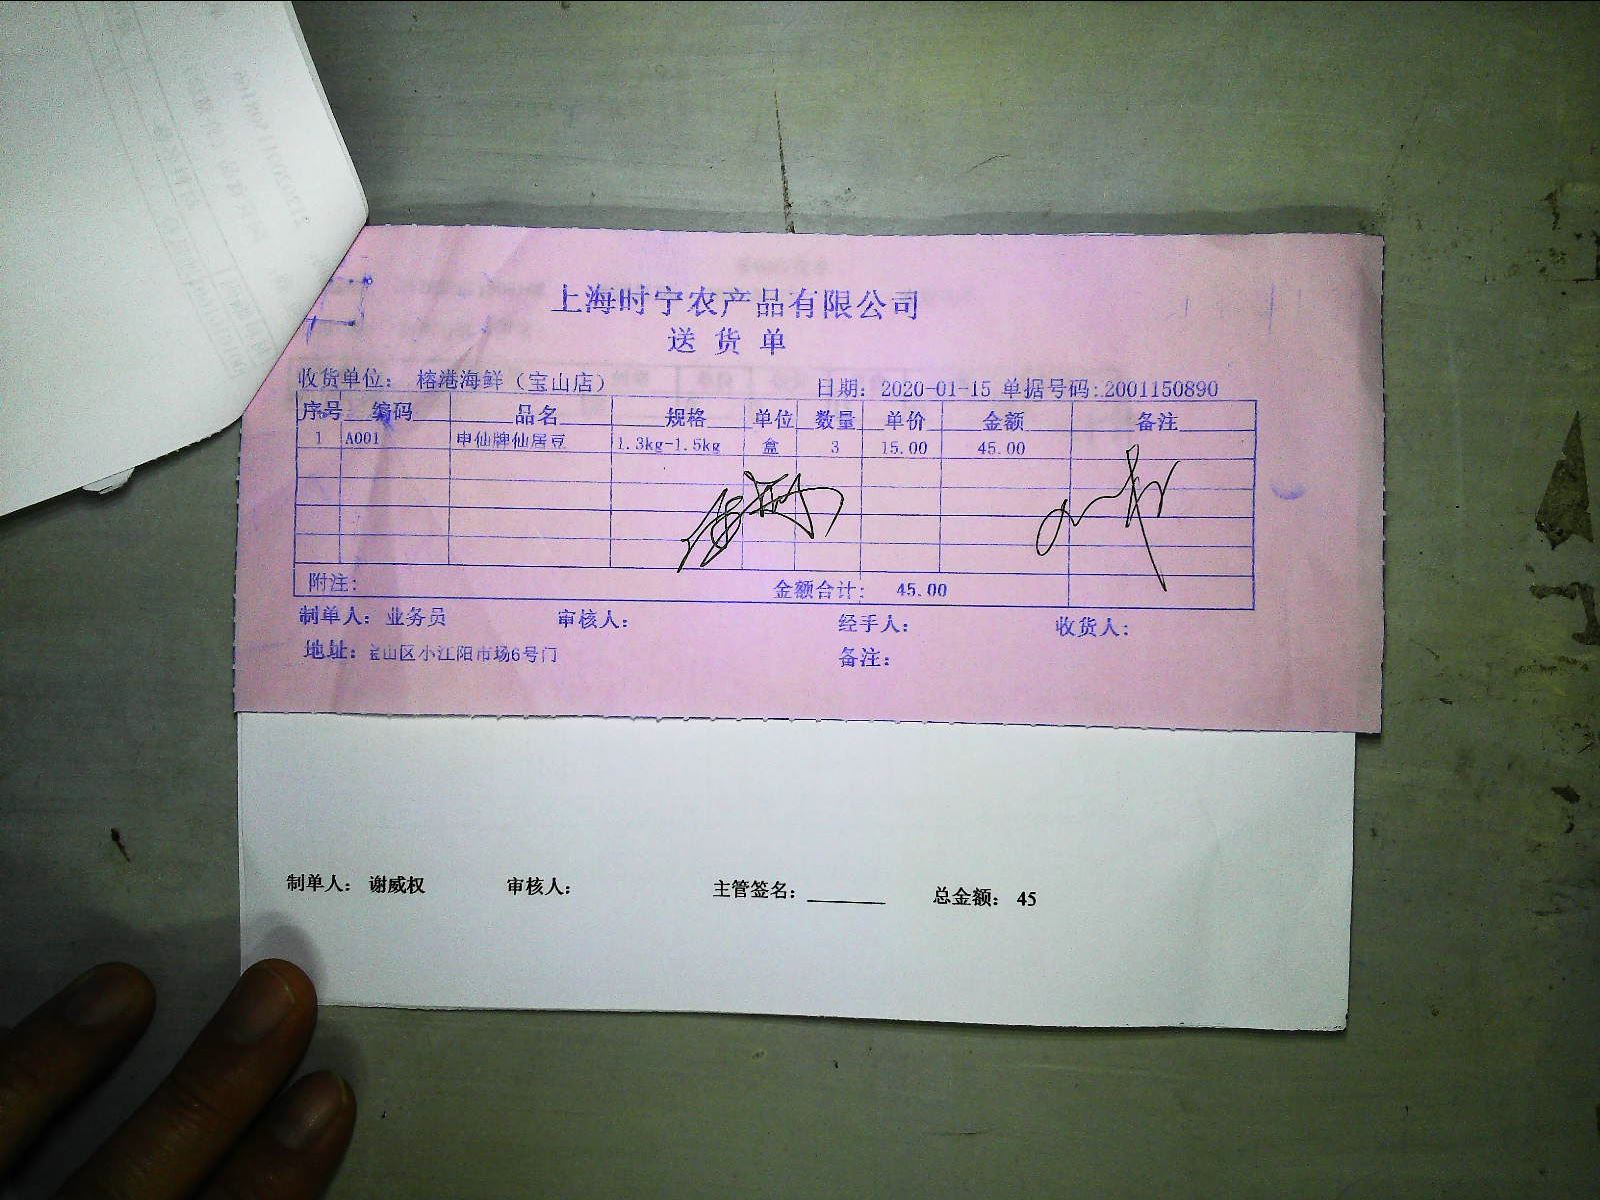 上海时宁农产品有限公司
送货单
收货单位: 榕港海鲜（宝山店） 日期: 2020-01-15 单据号码:2001150890
序号 编码 品名 规格 单位 数量 单价 金额 备注
1 A001 申仙牌仙居豆 1.3kg-1.5kg 盒 3 15.00 45.00
附注: 金额合计: 45.00
制单人: 业务员 审核人: 经手人: 收货人:
地址: 宝山区小江阳市场6号门 备注:
制单人: 谢威权 审核人: 主管签名: 总金额: 45